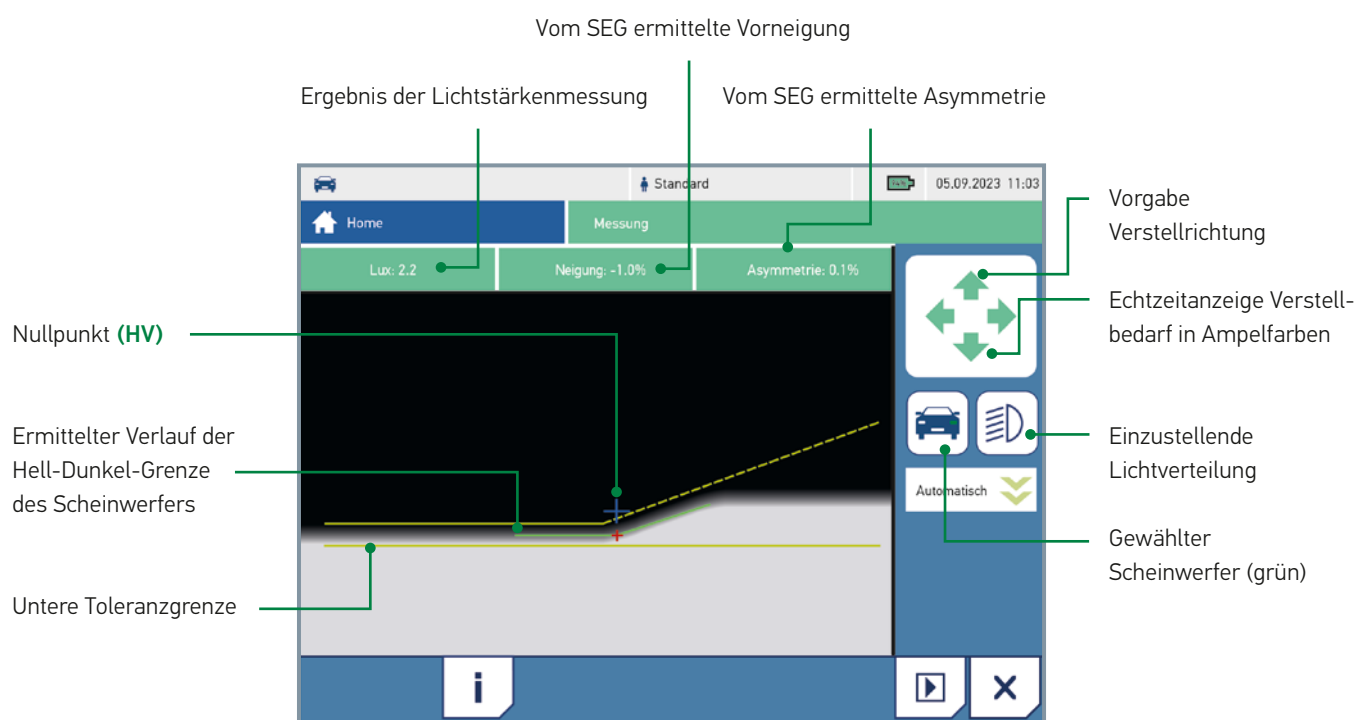 Vom SEG ermittelte Vorneigung
Ergebnis der Lichtstärkenmessung
Vom SEG ermittelte Asymmetrie
Standard
05.09.2023 11:03
Home
Messung
Lux: 2.2
Neigung: -1.0%
Asymmetrie: 0.1%
Vorgabe
Verstellrichtung
Echtzeitanzeige Verstell-
bedarf in Ampelfarben
Nullpunkt (HV)
Ermittelter Verlauf der
Hell-Dunkel-Grenze
des Scheinwerfers
Einzustellende
Lichtverteilung
Automatisch
Gewählter
Scheinwerfer (grün)
Untere Toleranzgrenze
i